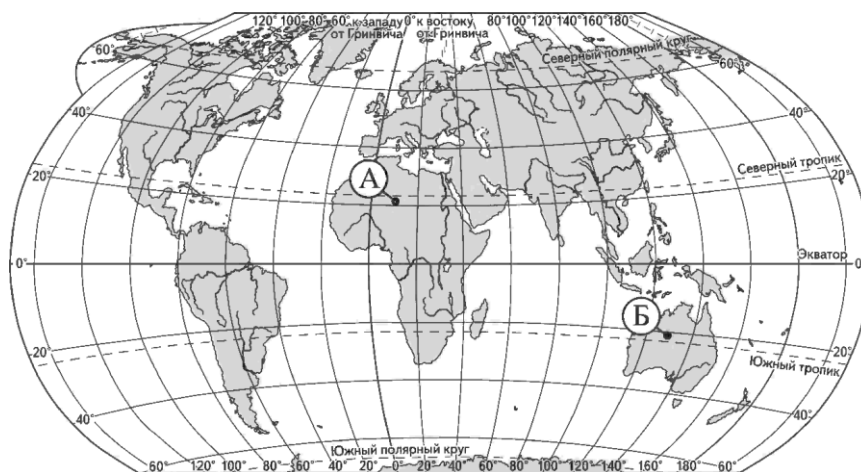 120° 100° 80° 60° к западу 0° к востоку 60° 80° 100° 120° 140° 160° 180°
от Гринвича от Гринвича
60° Северный полярный круг 60°
40° 40°
Северный тропик
А
20° 20°
Экватор
0° 0°
Б
20° 20°
Южный тропик
40° 40°
Южный полярный круг
60° 120° 100° 80° 60° 40° 20° 0° 20° 40° 60° 80° 100° 120° 140° 160° 180° 60°